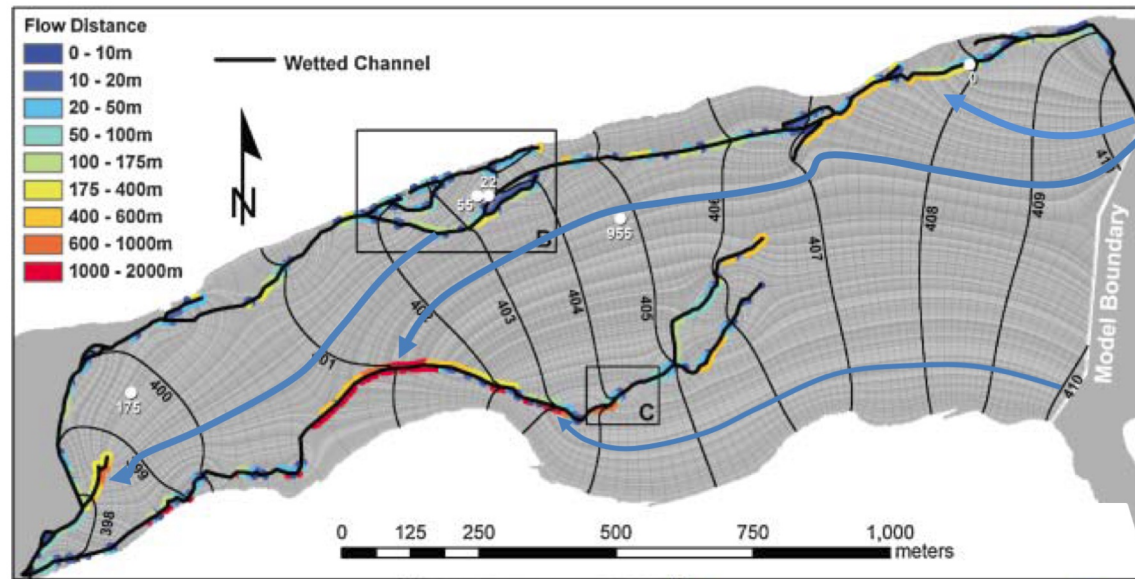 Flow Distance
0 - 10m
10 - 20m
20 - 50m
50 - 100m
100 - 175m
175 - 400m
400 - 600m
600 - 1000m
1000 - 2000m
Wetted Channel
N
0
22
55
955
175
B
C
409
408
407
406
405
404
403
410
400
398
Model Boundary
0 125 250 500 750 1,000
meters